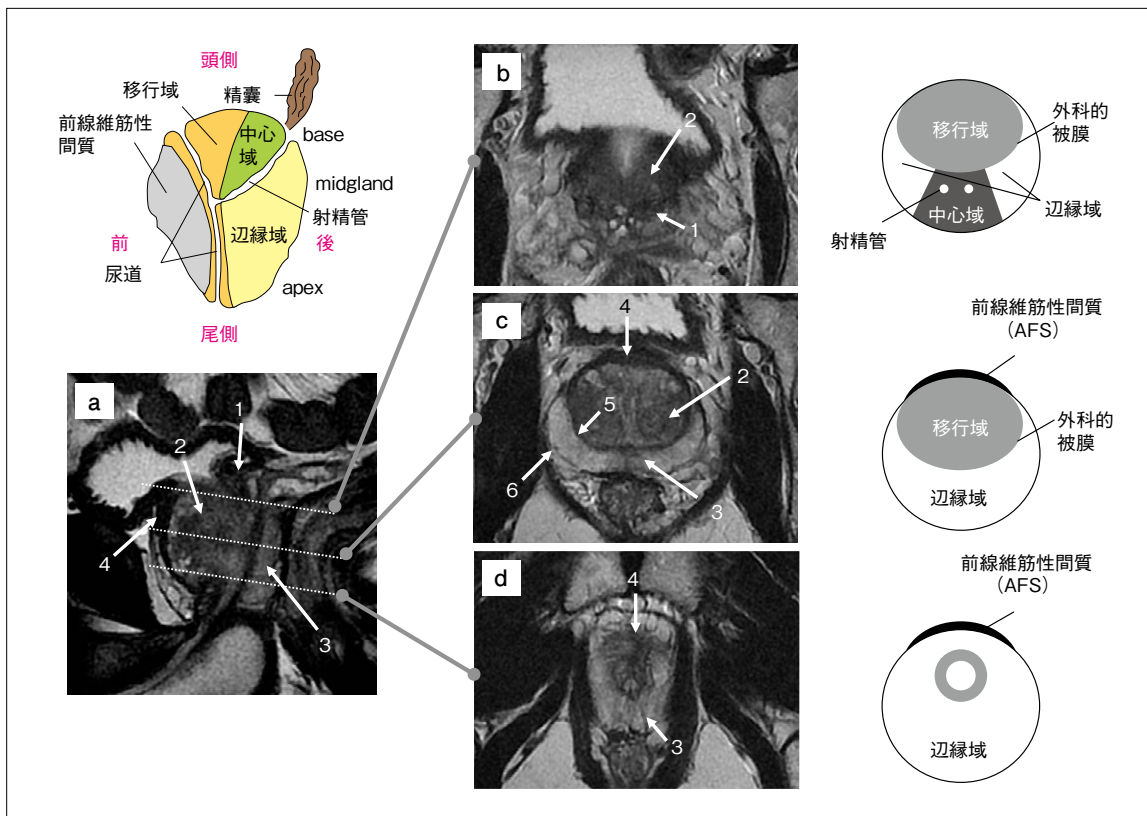 頭側
移行域
精嚢
前線維筋性
間質
中心
域
base
midgland
射精管
辺縁域
前
後
尿道
apex
尾側
a
1
2
4
3
b
2
1
移行域
外科的
被膜
辺縁域
射精管
中心域
c
4
2
5
6
3
前線維筋性間質
(AFS)
移行域
外科的
被膜
辺縁域
d
4
3
前線維筋性間質
(AFS)
辺縁域